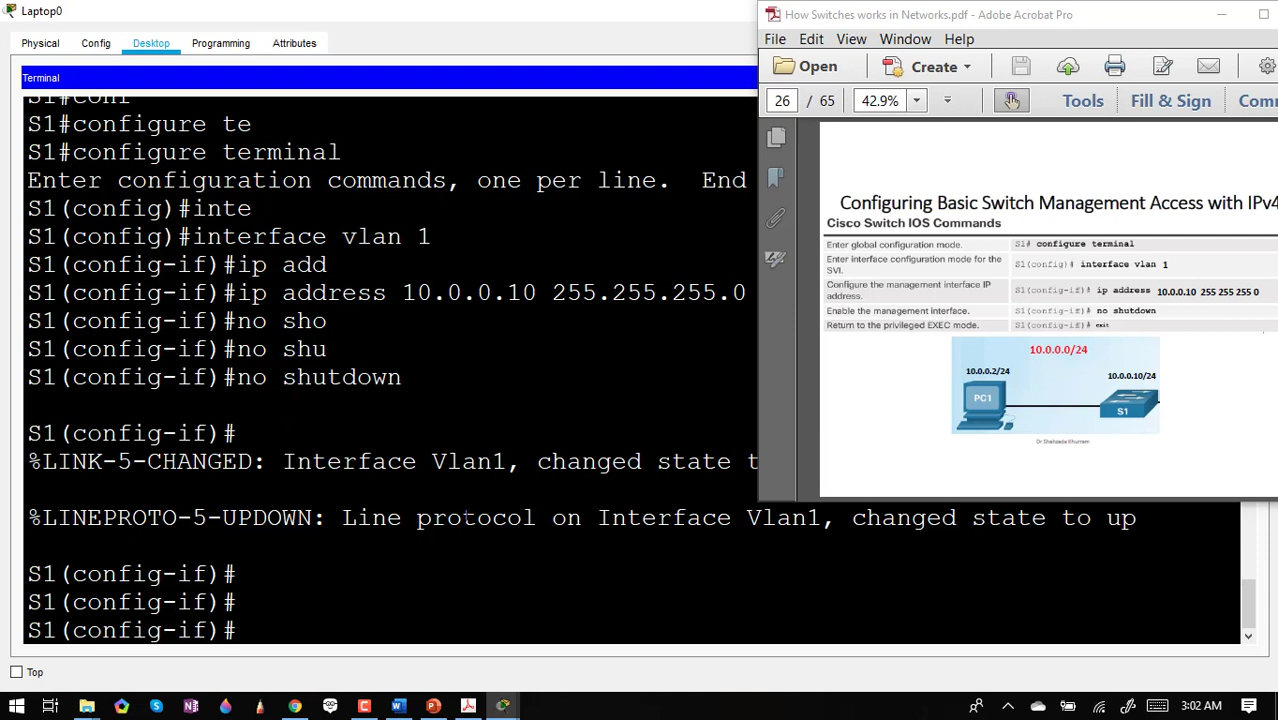 Laptop0
Physical Config Desktop Programming Attributes
Terminal
S1#conf
S1#configure te
S1#configure terminal
Enter configuration commands, one per line. End
S1(config)#inte
S1(config)#interface vlan 1
S1(config-if)#ip add
S1(config-if)#ip address 10.0.0.10 255.255.255.0
S1(config-if)#no sho
S1(config-if)#no shu
S1(config-if)#no shutdown
S1(config-if)#
%LINK-5-CHANGED: Interface Vlan1, changed state t
%LINEPROTO-5-UPDOWN: Line protocol on Interface Vlan1, changed state to up
S1(config-if)#
S1(config-if)#
S1(config-if)#
Top
How Switches works in Networks.pdf - Adobe Acrobat Pro
File Edit View Window Help
Open Create
26 / 65 42.9% Tools Fill & Sign Comm
Configuring Basic Switch Management Access with IPv4
Cisco Switch IOS Commands
Enter global configuration mode. S1# configure terminal
Enter interface configuration mode for the
SVI. S1(config)# interface vlan 1
Configure the management interface IP
address. S1(config-if)# ip address 10.0.0.10 255 255 255 0
Enable the management interface. S1(config-if)# no shutdown
Return to the privileged EXEC mode. S1(config-if)# exit
10.0.0.0/24
10.0.0.2/24
10.0.0.10/24
PC1
S1
Dr Shahzada Khurram
3:02 AM